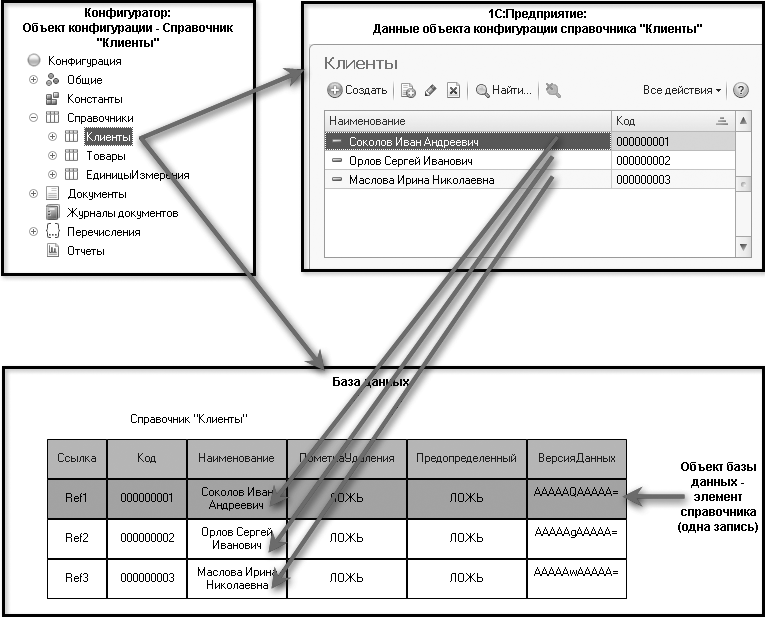 Конфигуратор:
Объект конфигурации - Справочник
"Клиенты"
Конфигурация
Общие
Константы
Справочники
Клиенты
Товары
ЕдиницыИзмерения
Документы
Журналы документов
Перечисления
Отчеты
1С:Предприятие:
Данные объекта конфигурации справочника "Клиенты"
Клиенты
Создать
Найти...
Все действия
?
Наименование Код
Соколов Иван Андреевич 000000001
Орлов Сергей Иванович 000000002
Маслова Ирина Николаевна 000000003
База данных
Справочник "Клиенты"
Ссылка Код Наименование ПометкаУдаления Предопределенный ВерсияДанных
Ref1 000000001 Соколов Иван Андреевич ЛОЖЬ ЛОЖЬ AAAAAQAAAAA=
Ref2 000000002 Орлов Сергей Иванович ЛОЖЬ ЛОЖЬ AAAAAgAAAAA=
Ref3 000000003 Маслова Ирина Николаевна ЛОЖЬ ЛОЖЬ AAAAAwAAAAA=
Объект базы
данных -
элемент
справочника
(одна запись)